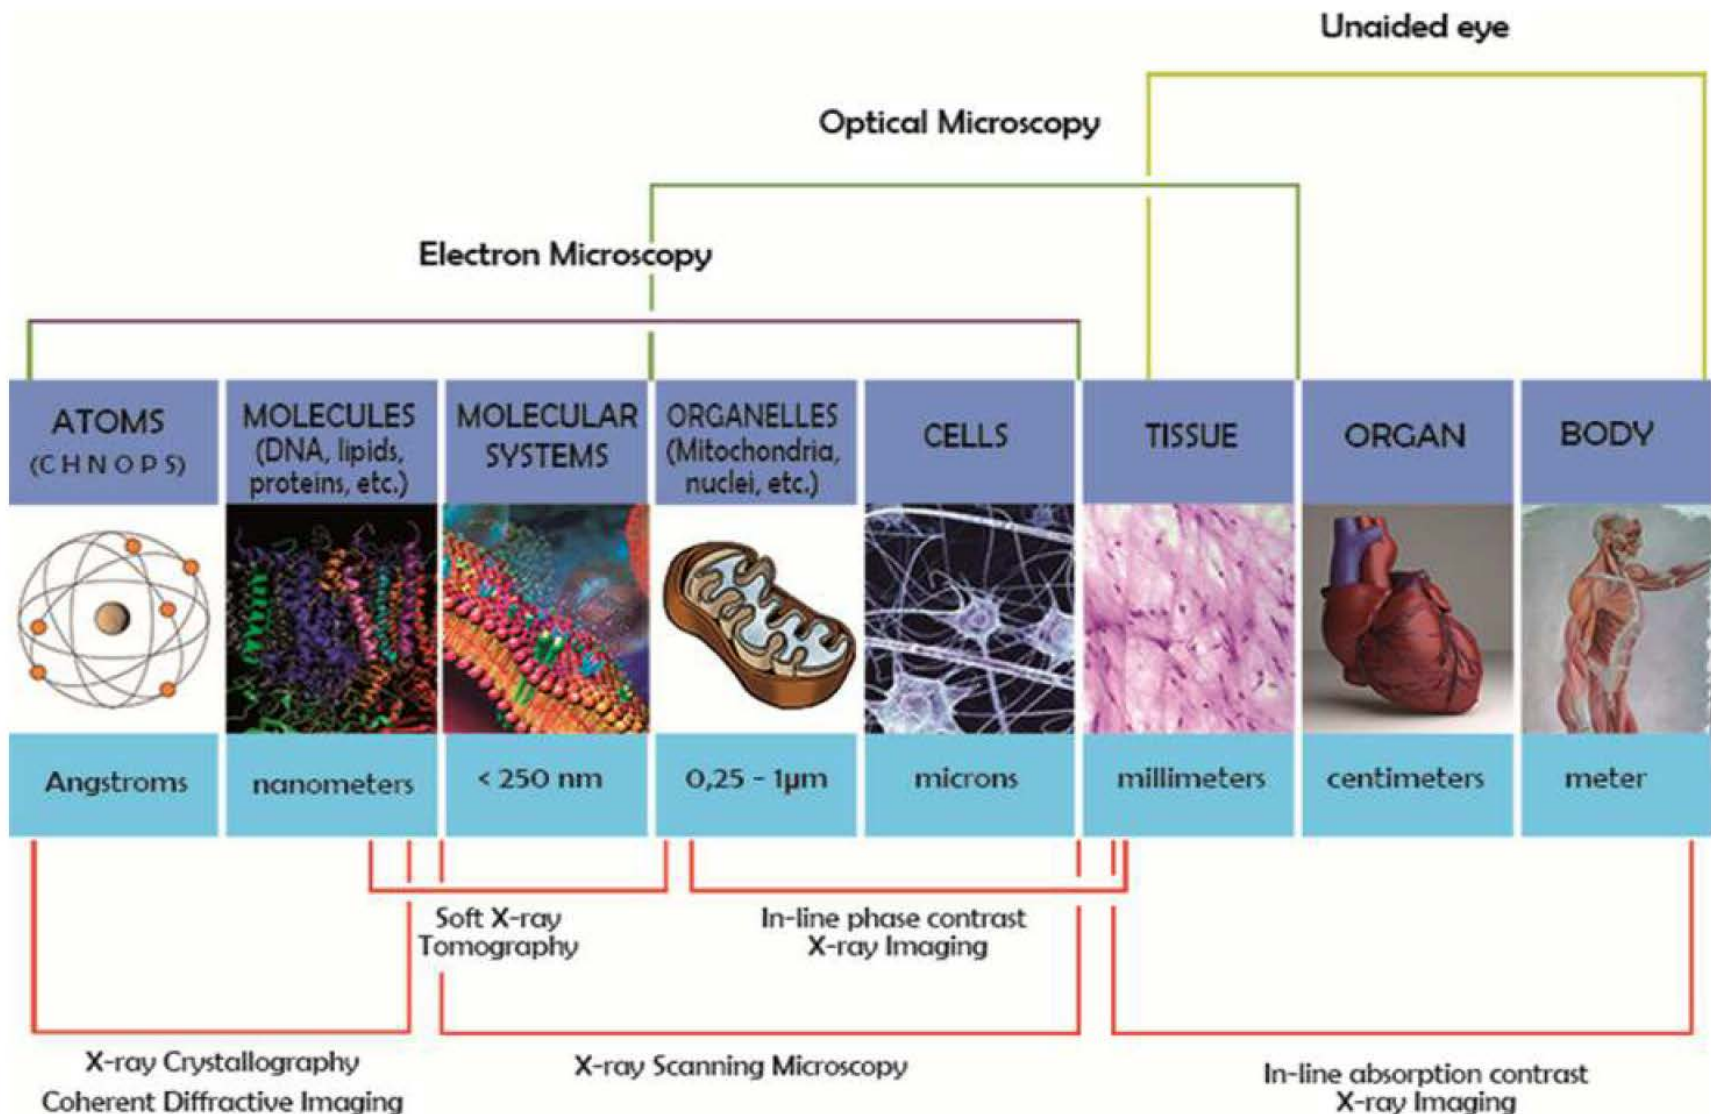 Unaided eye
Optical Microscopy
Electron Microscopy
ATOMS
(C H N O P S)
MOLECULES
(DNA, lipids,
proteins, etc.)
MOLECULAR
SYSTEMS
ORGANELLES
(Mitochondria,
nuclei, etc.)
CELLS
TISSUE
ORGAN
BODY
Angstroms
nanometers
< 250 nm
0,25 - 1µm
microns
millimeters
centimeters
meter
Soft X-ray
Tomography
In-line phase contrast
X-ray Imaging
X-ray Crystallography
Coherent Diffractive Imaging
X-ray Scanning Microscopy
In-line absorption contrast
X-ray Imaging